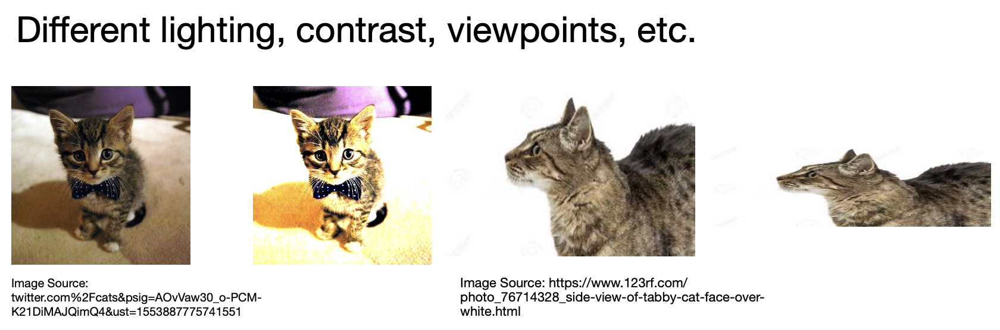 Different lighting, contrast, viewpoints, etc.
Image Source:
twitter.com%2Fcats&psig=AOvVaw30_o-PCM-
K21DiMAJQimQ4&ust=1553887775741551
Image Source: https://www.123rf.com/
photo_76714328_side-view-of-tabby-cat-face-over-
white.html